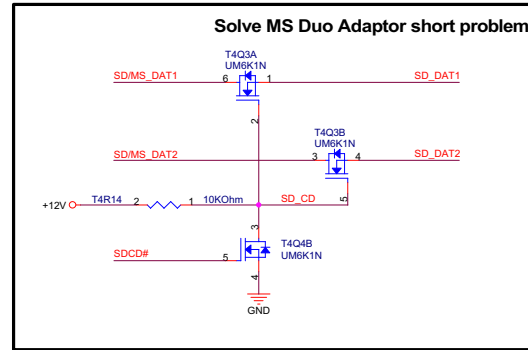 Solve MS Duo Adaptor short problem
T4Q3A
UM6K1N
SD/MS_DAT1 6 1 SD_DAT1
2
T4Q3B
UM6K1N
SD/MS_DAT2 3 4 SD_DAT2
5
+12V T4R14 2 1 10KOhm SD_CD
3
T4Q4B
UM6K1N
SDCD# 5
4
GND